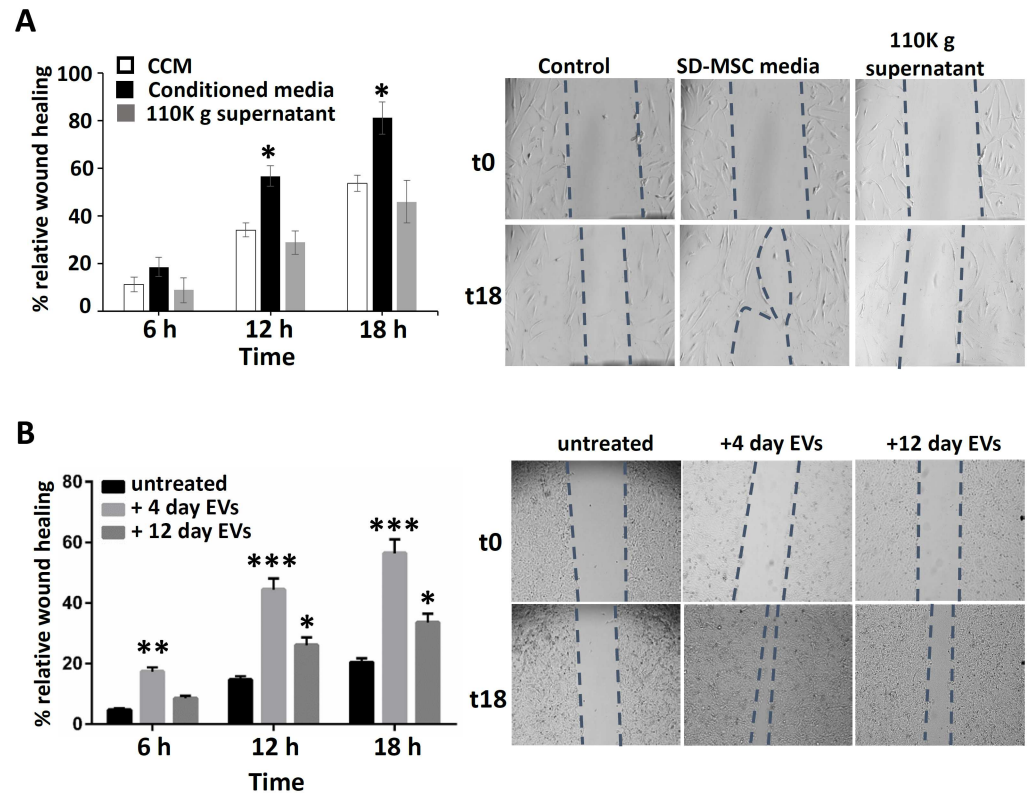 A
% relative wound healing
100
80
60
40
20
0
CCM
Conditioned media
110K g supernatant
*
*
6 h 12 h 18 h
Time
Control SD-MSC media 110K g
supernatant
t0
t18
B
% relative wound healing
80
60
40
20
0
untreated
+ 4 day EVs
+ 12 day EVs
**
***
*
***
*
6 h 12 h 18 h
Time
untreated +4 day EVs +12 day EVs
t0
t18